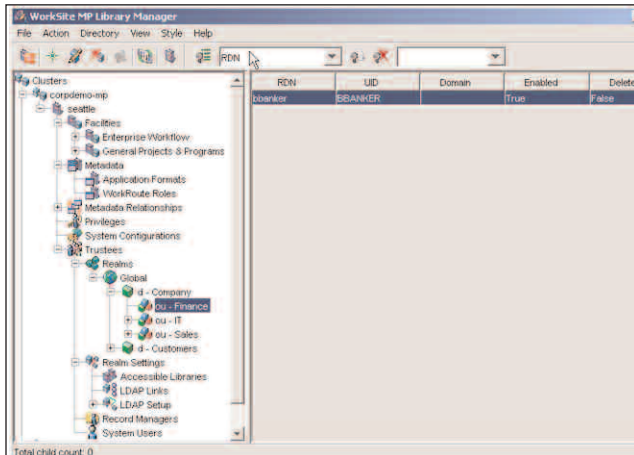 WorkSite MP Library Manager
File Action Directory View Style Help
RDN
Clusters
corpdemo-mp
seattle
Facilities
Enterprise Workflow
General Projects & Programs
Metadata
Application Formats
WorkRoute Roles
Metadata Relationships
Privileges
System Configurations
Trustees
Realms
Global
d - Company
ou - Finance
ou - IT
ou - Sales
d - Customers
Realm Settings
Accessible Libraries
LDAP Links
LDAP Setup
Record Managers
System Users
RDN UID Domain Enabled Delete
bbanker BBANKER True False
Total child count: 0